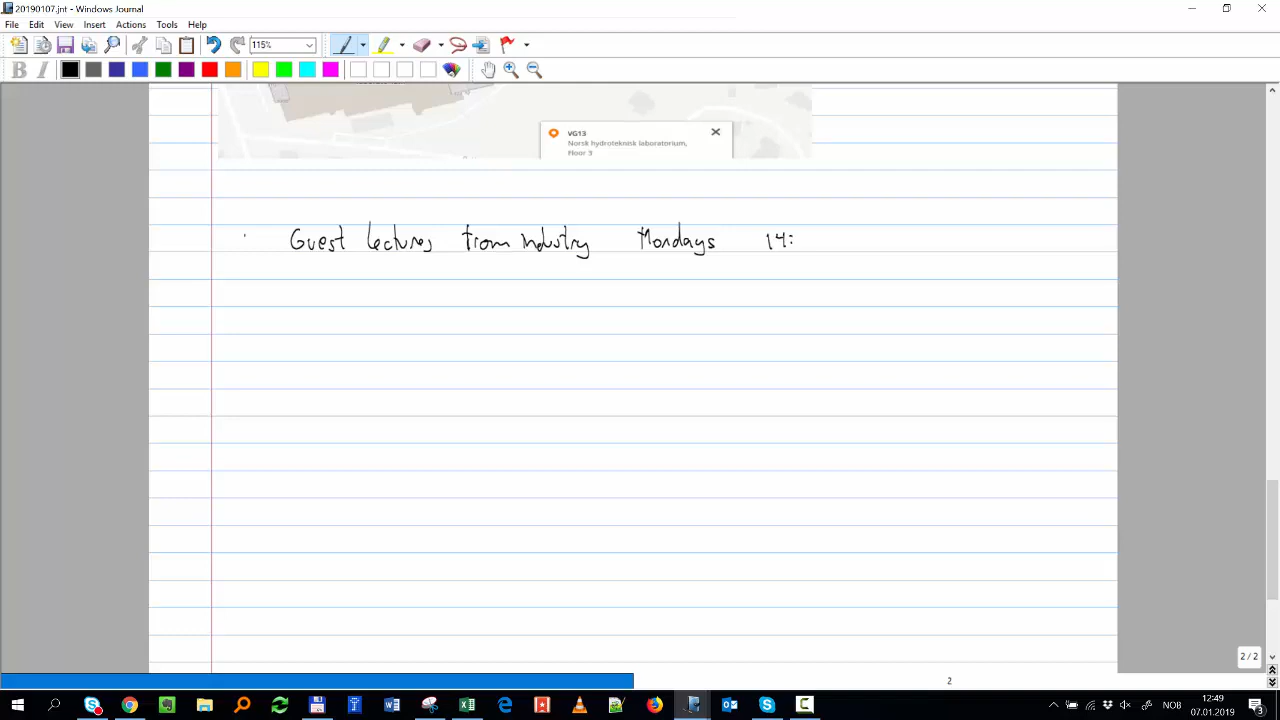 20190107.jnt - Windows Journal
File Edit View Insert Actions Tools Help
115%
B I
VG13
Norsk hydroteknisk laboratorium,
Floor 3
Guest lectures from Industry Mondays 14:
2 / 2
2
NOB
12:49
07.01.2019
3